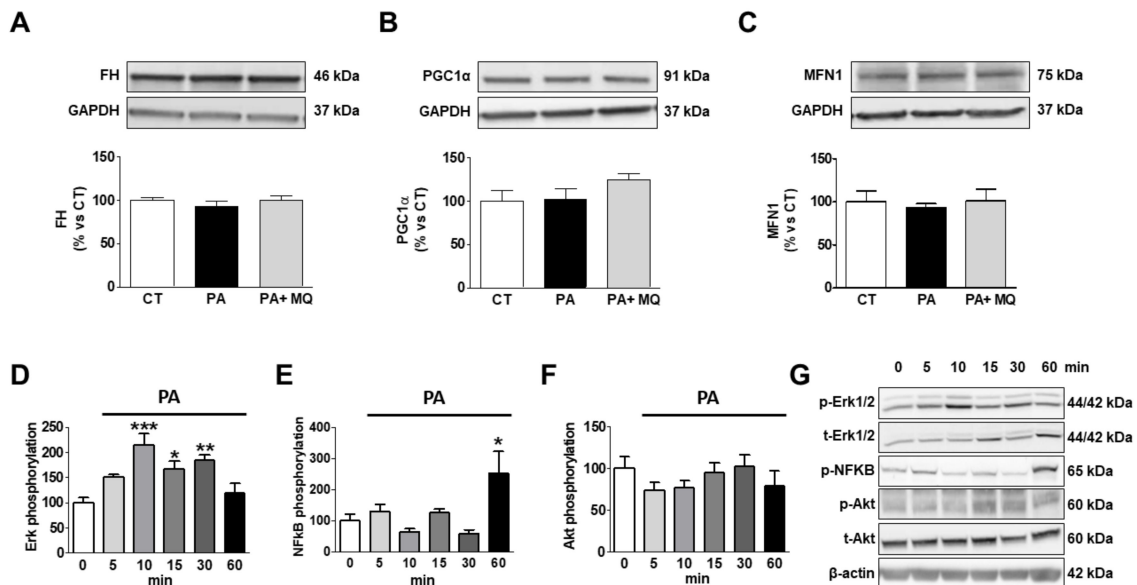 A
FH
46 kDa
GAPDH
37 kDa
150
100
50
0
FH
(% vs CT)
CT PA PA+ MQ
B
PGC1α
91 kDa
GAPDH
37 kDa
150
100
50
0
PGC1α
(% vs CT)
CT PA PA+ MQ
C
MFN1
75 kDa
GAPDH
37 kDa
150
100
50
0
MFN1
(% vs CT)
CT PA PA+ MQ
D
PA
250
200
150
100
50
0
Erk phosphorylation
*** * **
0 5 10 15 30 60
min
E
PA
400
300
200
100
0
NFkB phosphorylation
*
0 5 10 15 30 60
min
F
PA
150
100
50
0
Akt phosphorylation
0 5 10 15 30 60
min
G
0 5 10 15 30 60 min
p-Erk1/2 44/42 kDa
t-Erk1/2 44/42 kDa
p-NFKB 65 kDa
p-Akt 60 kDa
t-Akt 60 kDa
β-actin 42 kDa